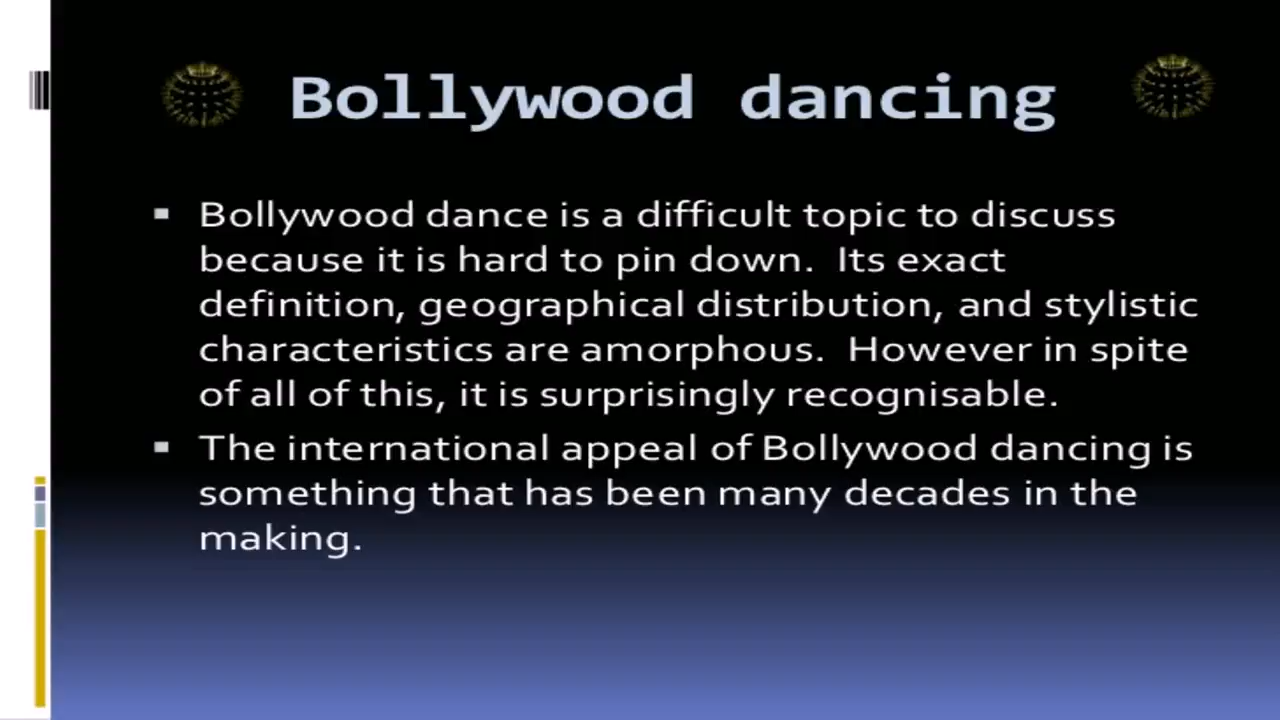 Bollywood dancing
Bollywood dance is a difficult topic to discuss
because it is hard to pin down.  Its exact
definition, geographical distribution, and stylistic
characteristics are amorphous.  However in spite
of all of this, it is surprisingly recognisable.
The international appeal of Bollywood dancing is
something that has been many decades in the
making.